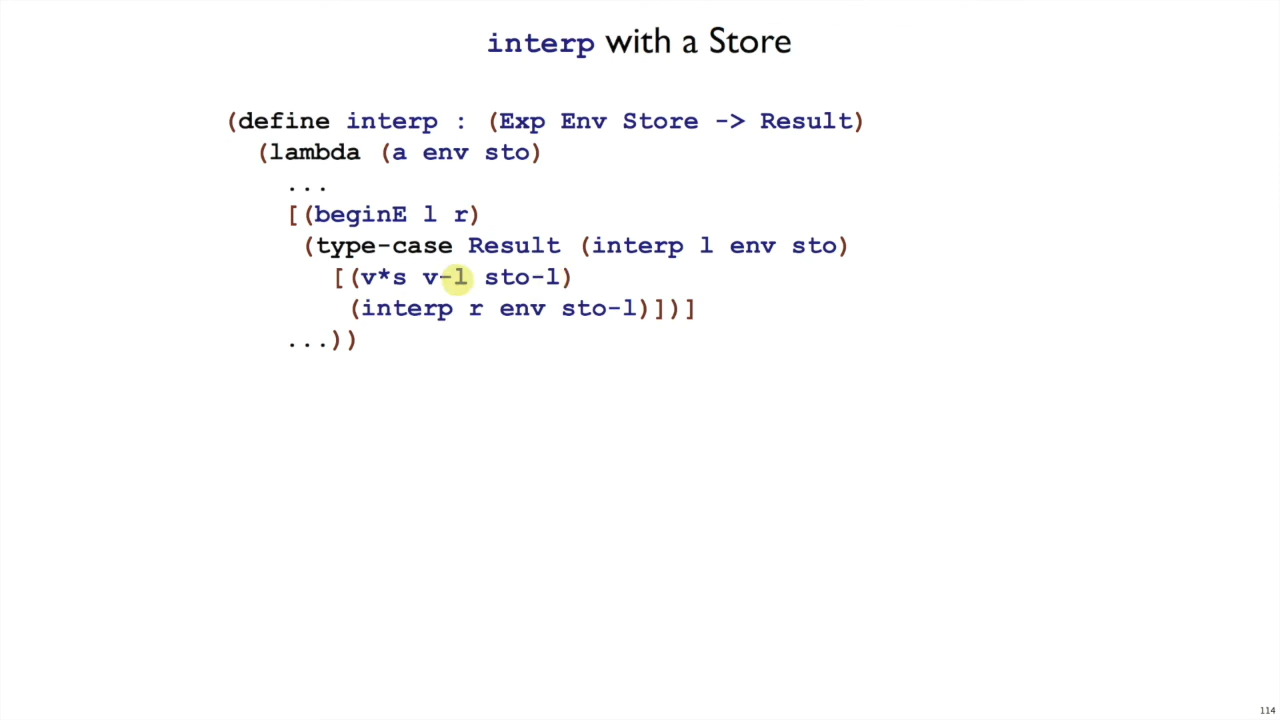 interp with a Store
(define interp : (Exp Env Store -> Result)
(lambda (a env sto)
...
[(beginE l r)
(type-case Result (interp l env sto)
[(v*s v-l sto-l)
(interp r env sto-l)])]
...))
114